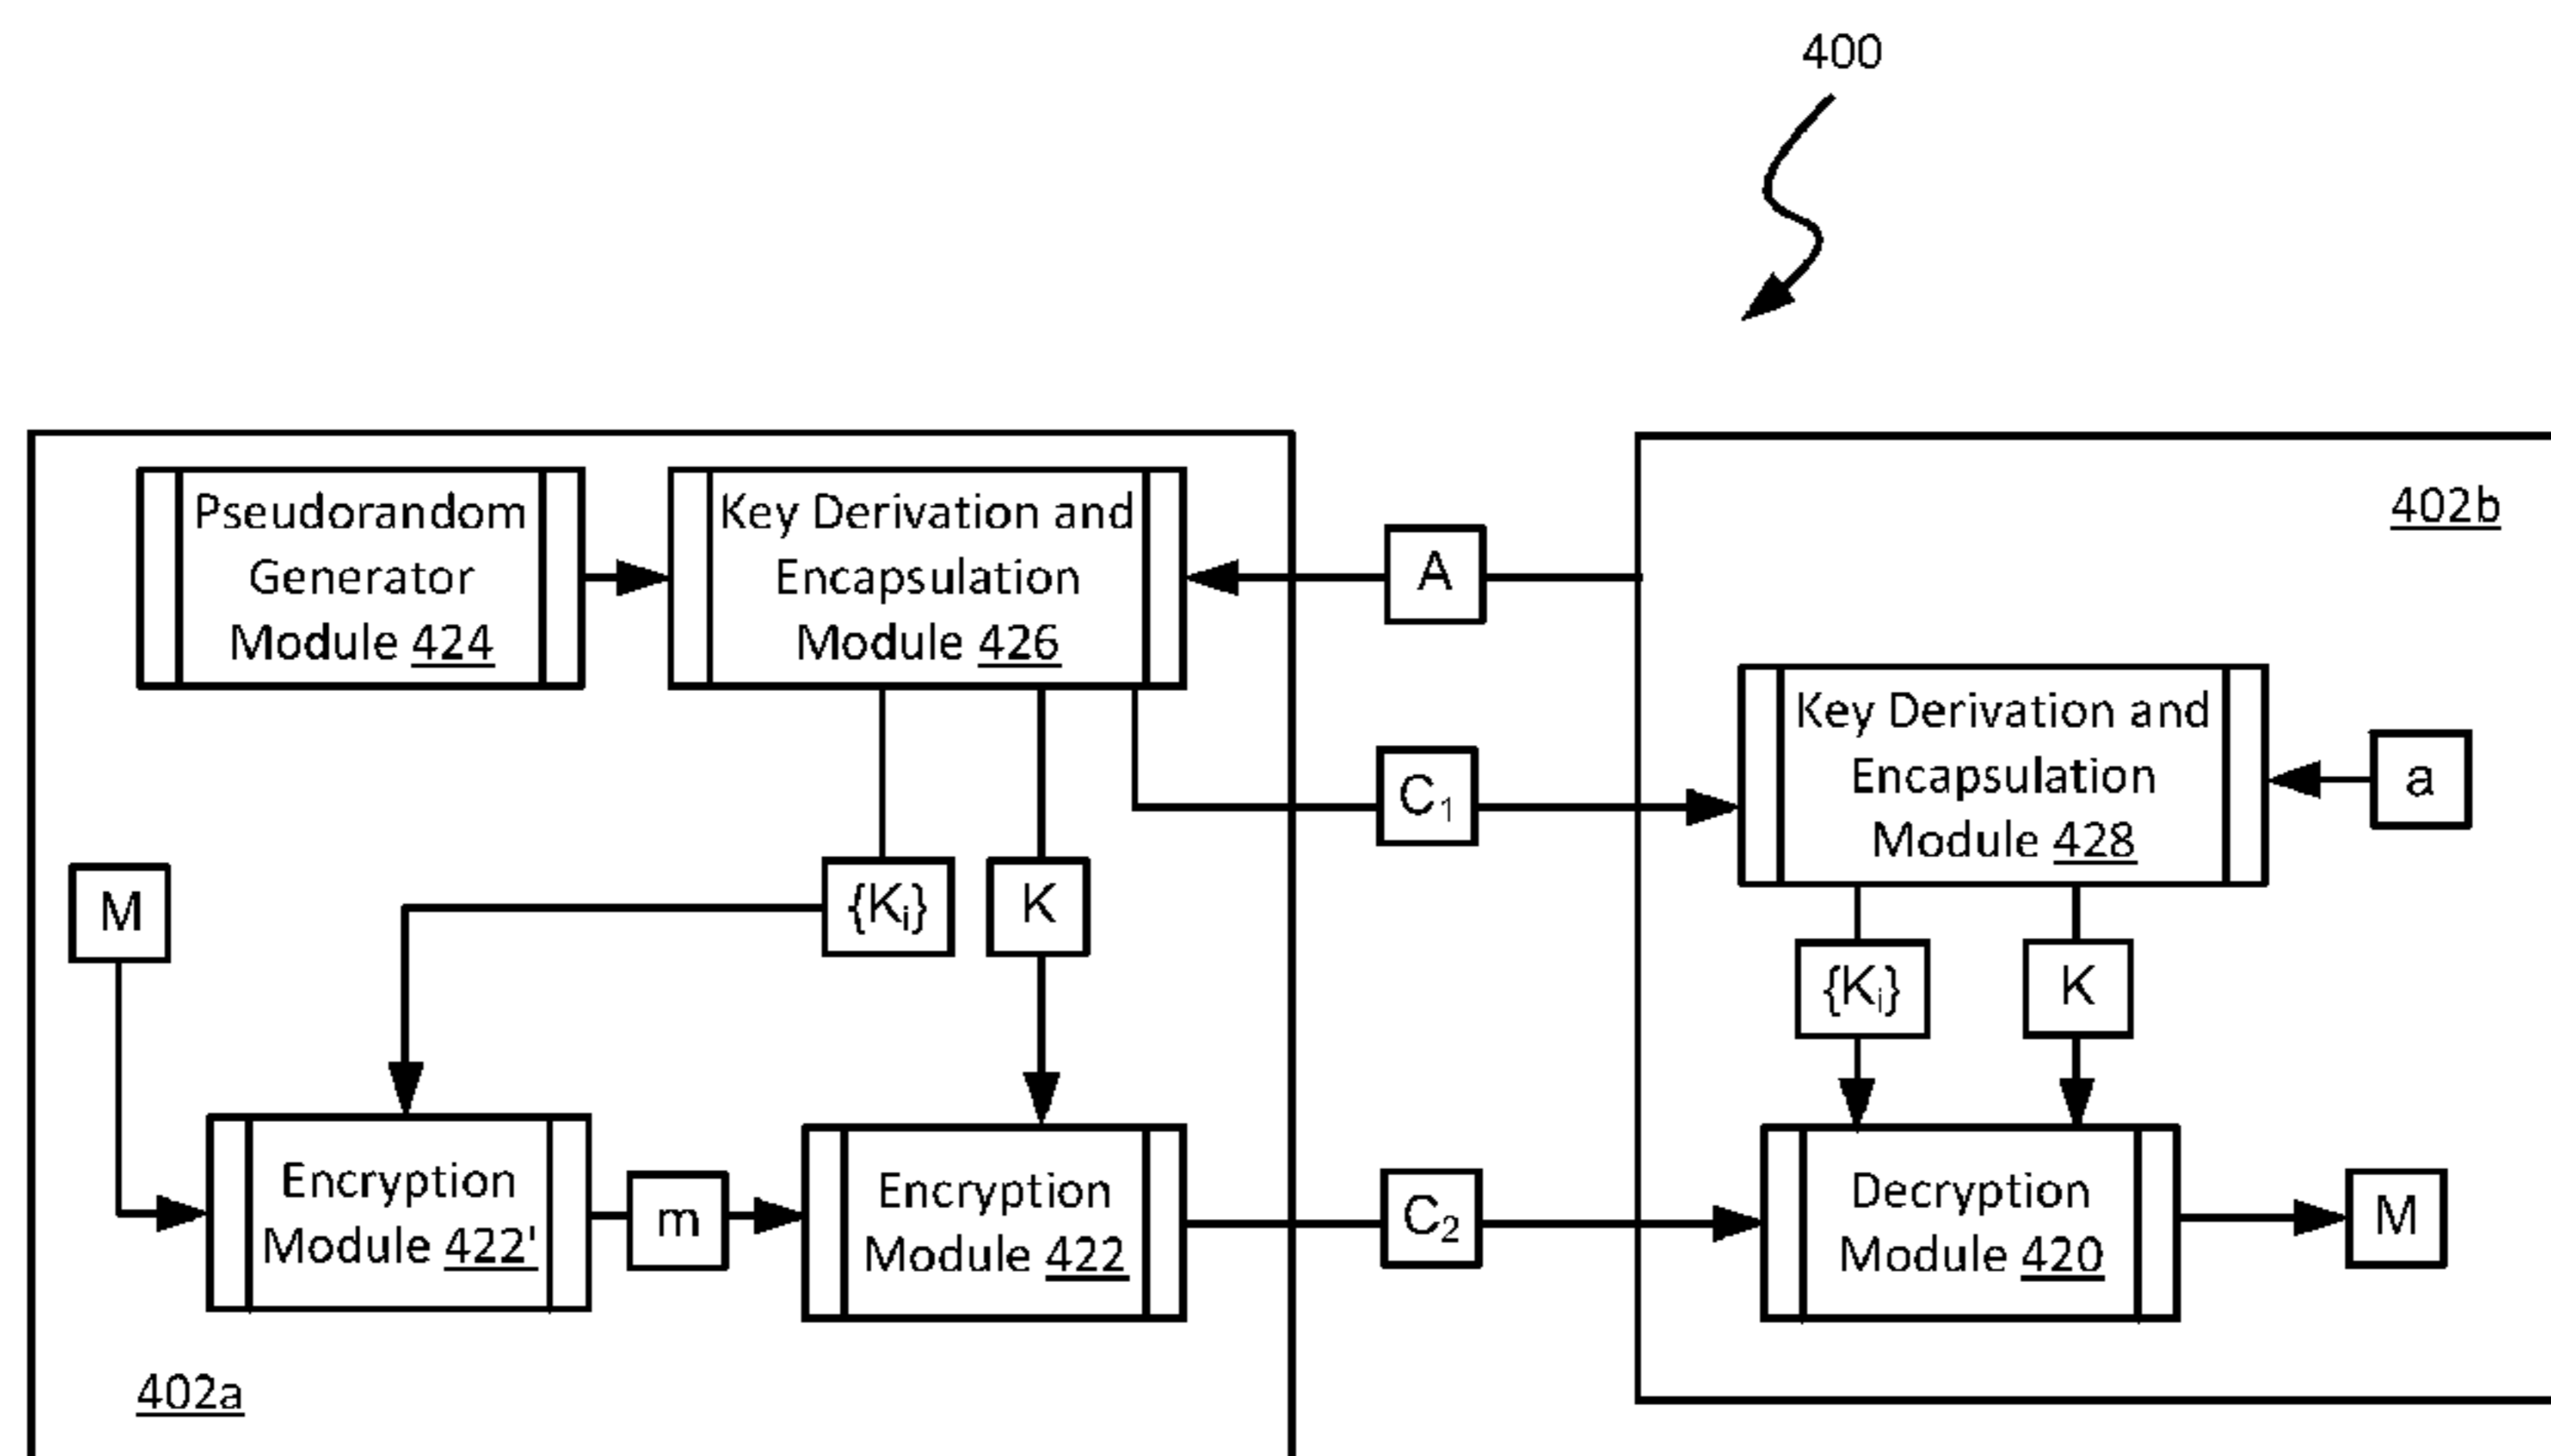 400
402b
Pseudorandom
Generator
Module 424
Key Derivation and
Encapsulation
Module 426
A
Key Derivation and
Encapsulation
Module 428
a
C₁
M
{Kᵢ}
K
{Kᵢ}
K
Encryption
Module 422'
m
Encryption
Module 422
C₂
Decryption
Module 420
M
402a